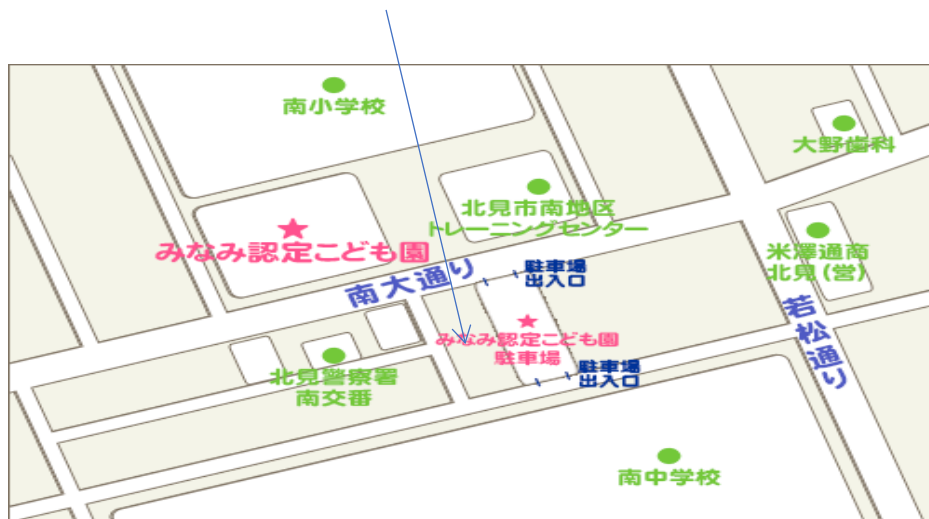 南小学校
大野歯科
北見市南地区
トレーニングセンター
みなみ認定こども園
米澤通商
北見(営)
南大通り
駐車場
出入口
若松通り
みなみ認定こども園
駐車場
北見警察署
南交番
駐車場
出入口
南中学校